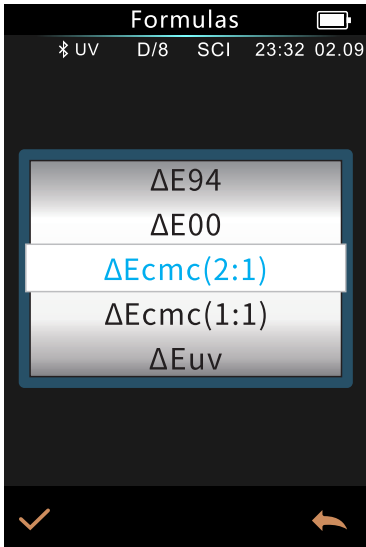 Formulas
UV D/8 SCI 23:32 02.09
ΔE94
ΔE00
ΔEcmc(2:1)
ΔEcmc(1:1)
ΔEuv